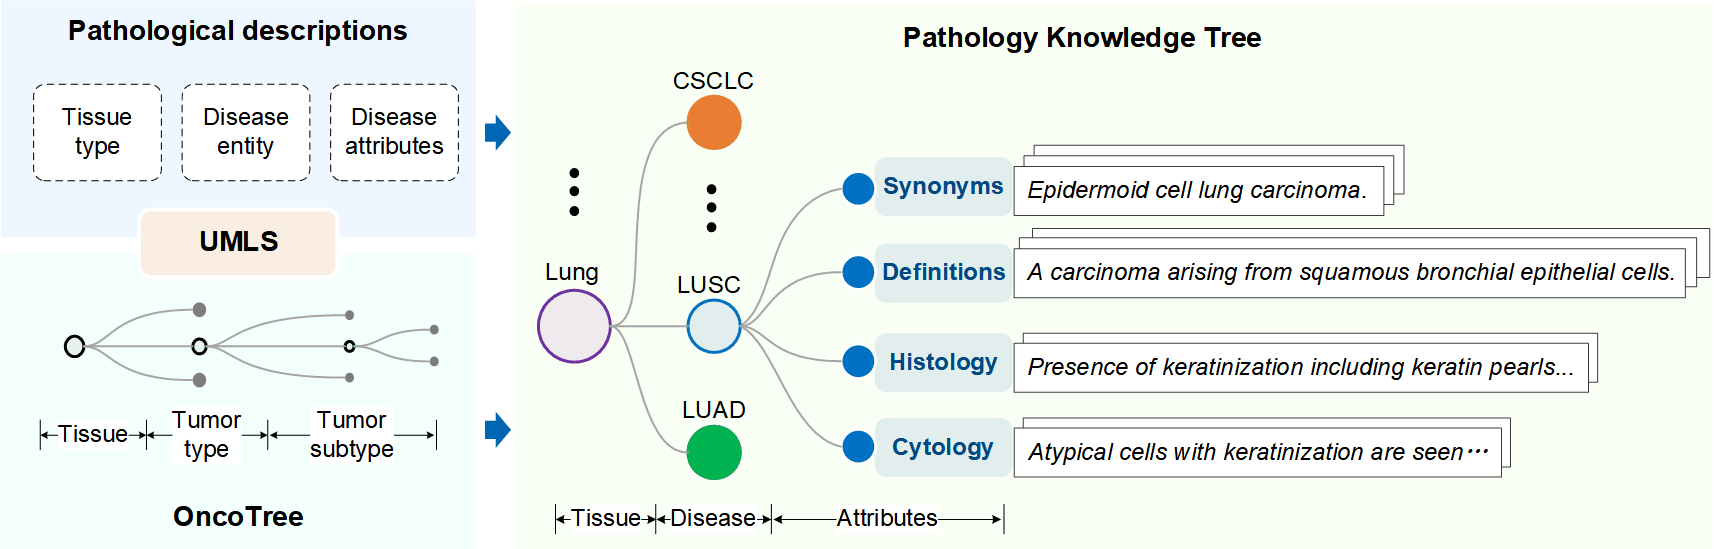 Pathological descriptions
Tissue
type
Disease
entity
Disease
attributes
UMLS
Tissue
Tumor
type
Tumor
subtype
OncoTree
Pathology Knowledge Tree
CSCLC
Lung
LUSC
LUAD
Synonyms
Epidermoid cell lung carcinoma.
Definitions
A carcinoma arising from squamous bronchial epithelial cells.
Histology
Presence of keratinization including keratin pearls...
Cytology
Atypical cells with keratinization are seen⋯
Tissue
Disease
Attributes